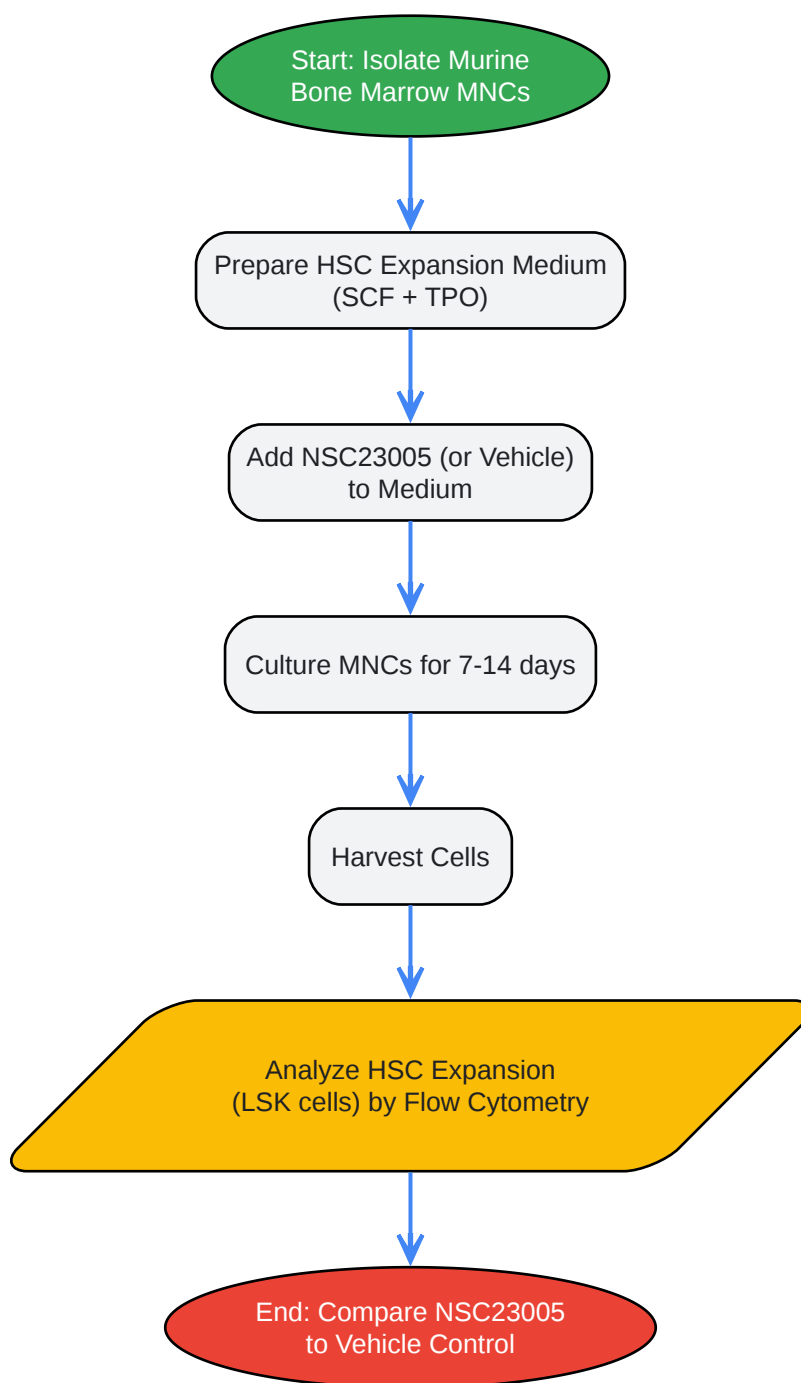 Start: Isolate Murine
Bone Marrow MNCs
Prepare HSC Expansion Medium
(SCF + TPO)
Add NSC23005 (or Vehicle)
to Medium
Culture MNCs for 7-14 days
Harvest Cells
Analyze HSC Expansion
(LSK cells) by Flow Cytometry
End: Compare NSC23005
to Vehicle Control